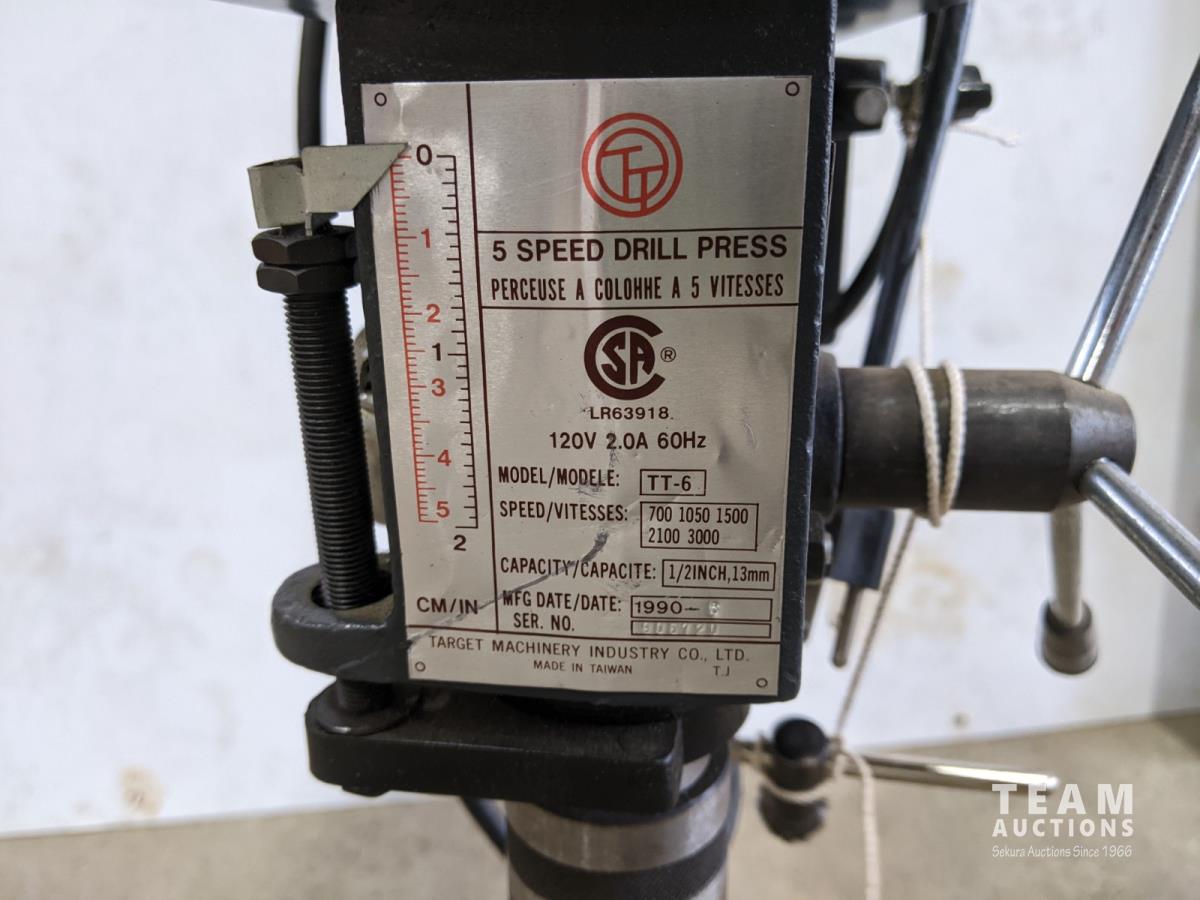 TT
5 SPEED DRILL PRESS
PERCEUSE A COLOHHE A 5 VITESSES
CSA ®
LR63918.
120V 2.0A 60Hz
MODEL/MODELE: TT-6
SPEED/VITESSES: 700 1050 1500
2100 3000
CAPACITY/CAPACITE: 1/2INCH,13mm
MFG DATE/DATE: 1990-
SER. NO.
TARGET MACHINERY INDUSTRY CO., LTD.
MADE IN TAIWAN T.J
0
1
2
1
3
4
5
2
CM/IN
TEAM
AUCTIONS
Sekura Auctions Since 1966